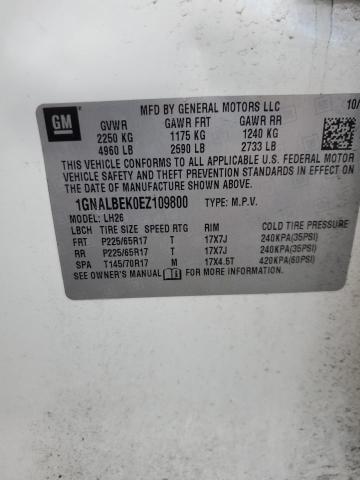 GM
MFD BY GENERAL MOTORS LLC 10/
GVWR GAWR FRT GAWR RR
2250 KG 1175 KG 1240 KG
4960 LB 2590 LB 2733 LB
THIS VEHICLE CONFORMS TO ALL APPLICABLE U.S. FEDERAL MOTOR
VEHICLE SAFETY AND THEFT PREVENTION STANDARDS IN EFFECT ON THE
DATE OF MANUFACTURE SHOWN ABOVE.
1GNALBEK0EZ109800 TYPE: M.P.V.
MODEL: LH26
LBCH TIRE SIZE SPEED RTG RIM COLD TIRE PRESSURE
FRT P225/65R17 T 17X7J 240KPA(35PSI)
RR P225/65R17 T 17X7J 240KPA(35PSI)
SPA T145/70R17 M 17X4.5T 420KPA(60PSI)
SEE OWNER'S MANUAL FOR MORE INFORMATION.